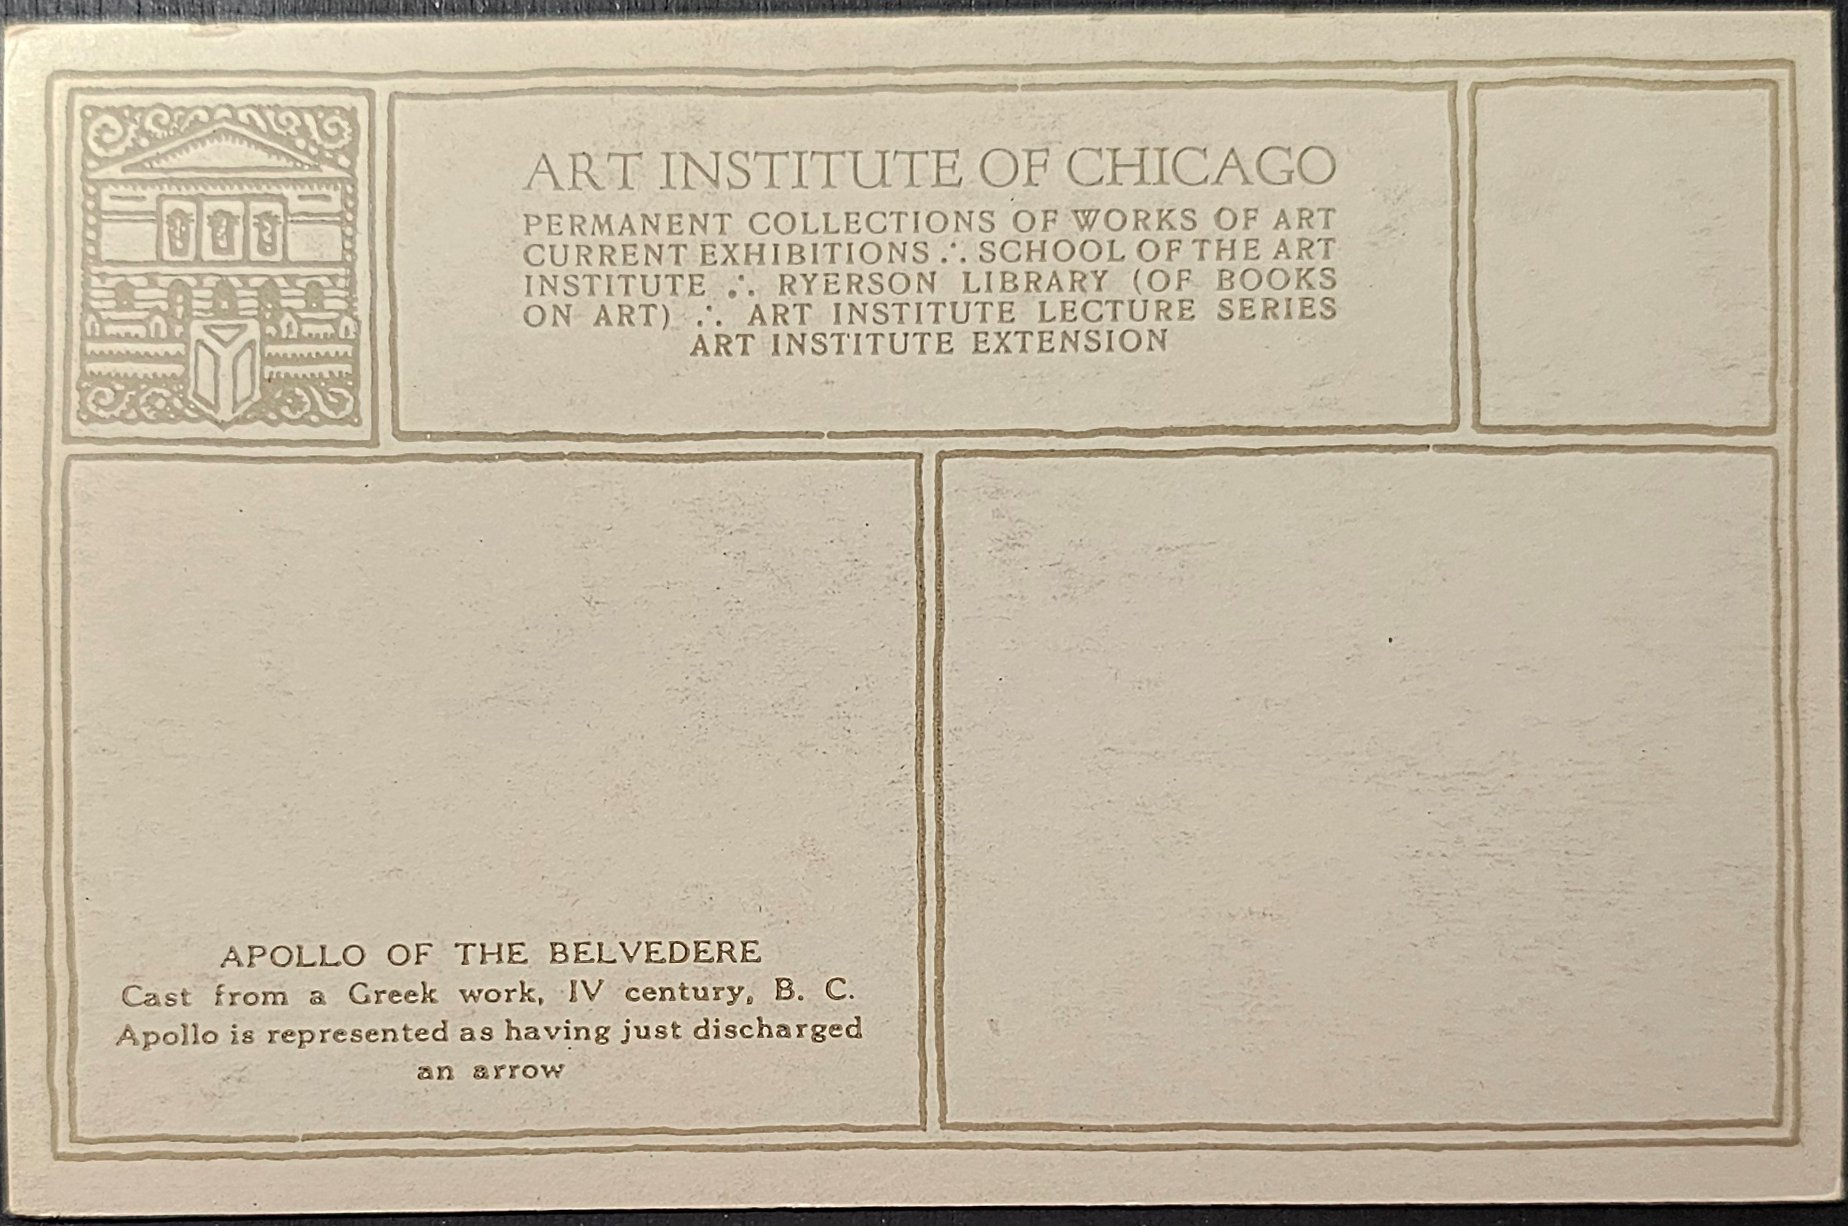 ART INSTITUTE OF CHICAGO
PERMANENT COLLECTIONS OF WORKS OF ART
CURRENT EXHIBITIONS ∴ SCHOOL OF THE ART
INSTITUTE ∴ RYERSON LIBRARY (OF BOOKS
ON ART) ∴ ART INSTITUTE LECTURE SERIES
ART INSTITUTE EXTENSION
APOLLO OF THE BELVEDERE
Cast from a Greek work, IV century, B. C.
Apollo is represented as having just discharged
an arrow